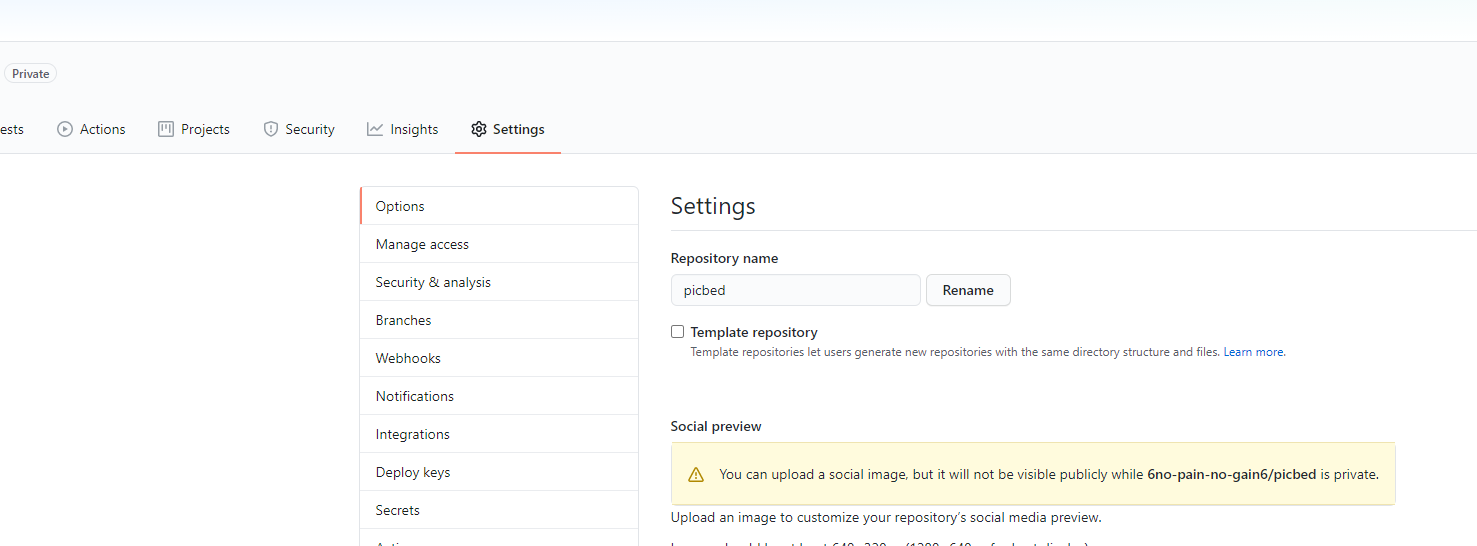 Private
ests Actions Projects Security Insights Settings
Options
Manage access
Security & analysis
Branches
Webhooks
Notifications
Integrations
Deploy keys
Secrets
Settings
Repository name
picbed Rename
Template repository
Template repositories let users generate new repositories with the same directory structure and files. Learn more.
Social preview
You can upload a social image, but it will not be visible publicly while 6no-pain-no-gain6/picbed is private.
Upload an image to customize your repository's social media preview.